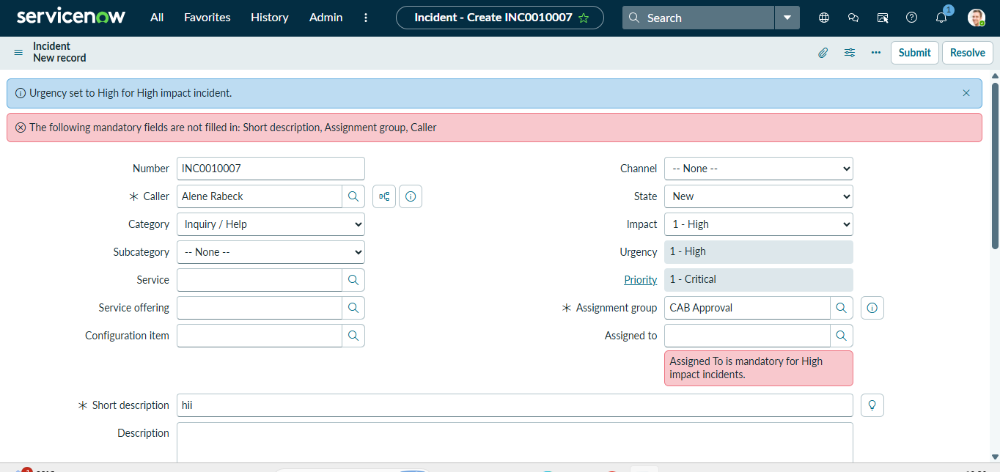 servicenow All Favorites History Admin Incident - Create INC0010007 Search 1
Incident
New record
Submit Resolve
Urgency set to High for High impact incident.
The following mandatory fields are not filled in: Short description, Assignment group, Caller
Number INC0010007
Channel -- None --
Caller Alene Rabeck
State New
Category Inquiry / Help
Impact 1 - High
Subcategory -- None --
Urgency 1 - High
Service
Priority 1 - Critical
Service offering
Assignment group CAB Approval
Configuration item
Assigned to
Assigned To is mandatory for High
impact incidents.
Short description hii
Description